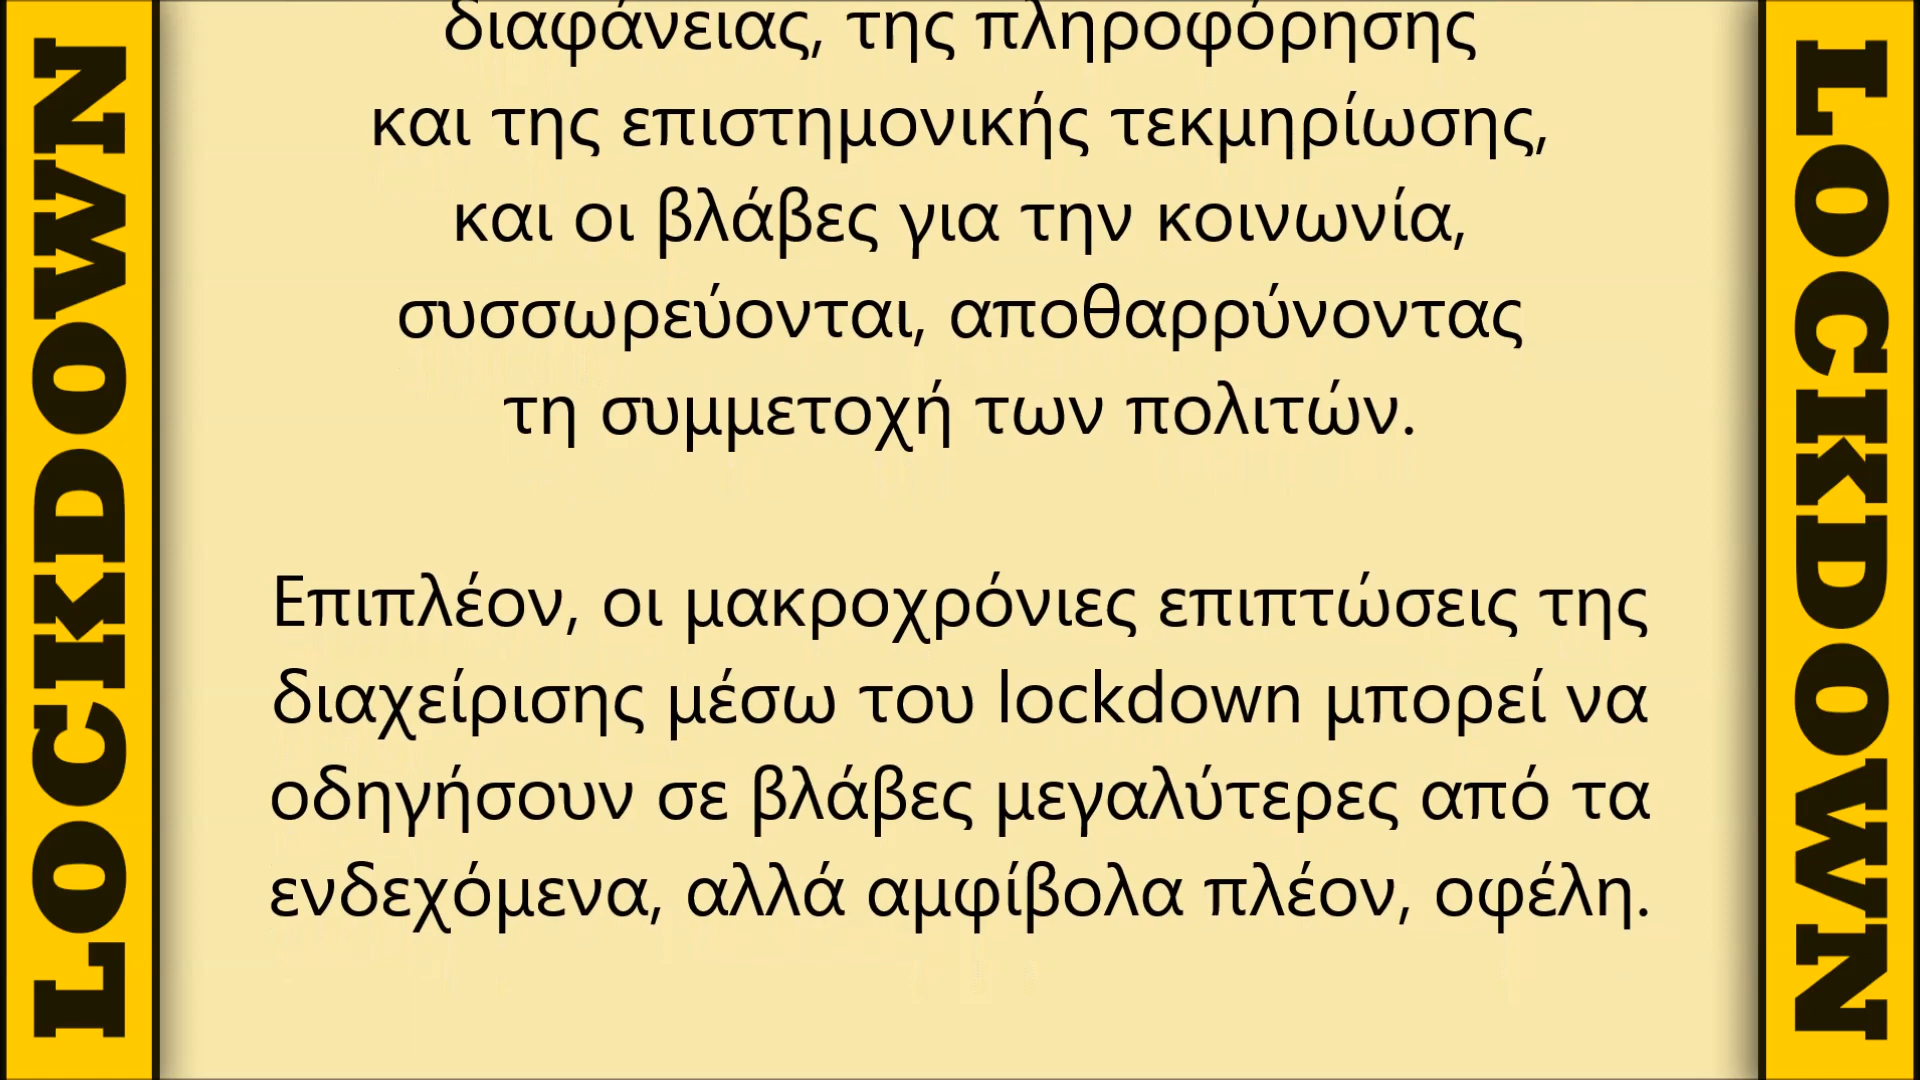 LOCKDOWN
διαφάνειας, της πληροφόρησης
και της επιστημονικής τεκμηρίωσης,
και οι βλάβες για την κοινωνία,
συσσωρεύονται, αποθαρρύνοντας
τη συμμετοχή των πολιτών.
Επιπλέον, οι μακροχρόνιες επιπτώσεις της
διαχείρισης μέσω του lockdown μπορεί να
οδηγήσουν σε βλάβες μεγαλύτερες από τα
ενδεχόμενα, αλλά αμφίβολα πλέον, οφέλη.
LOCKDOWN